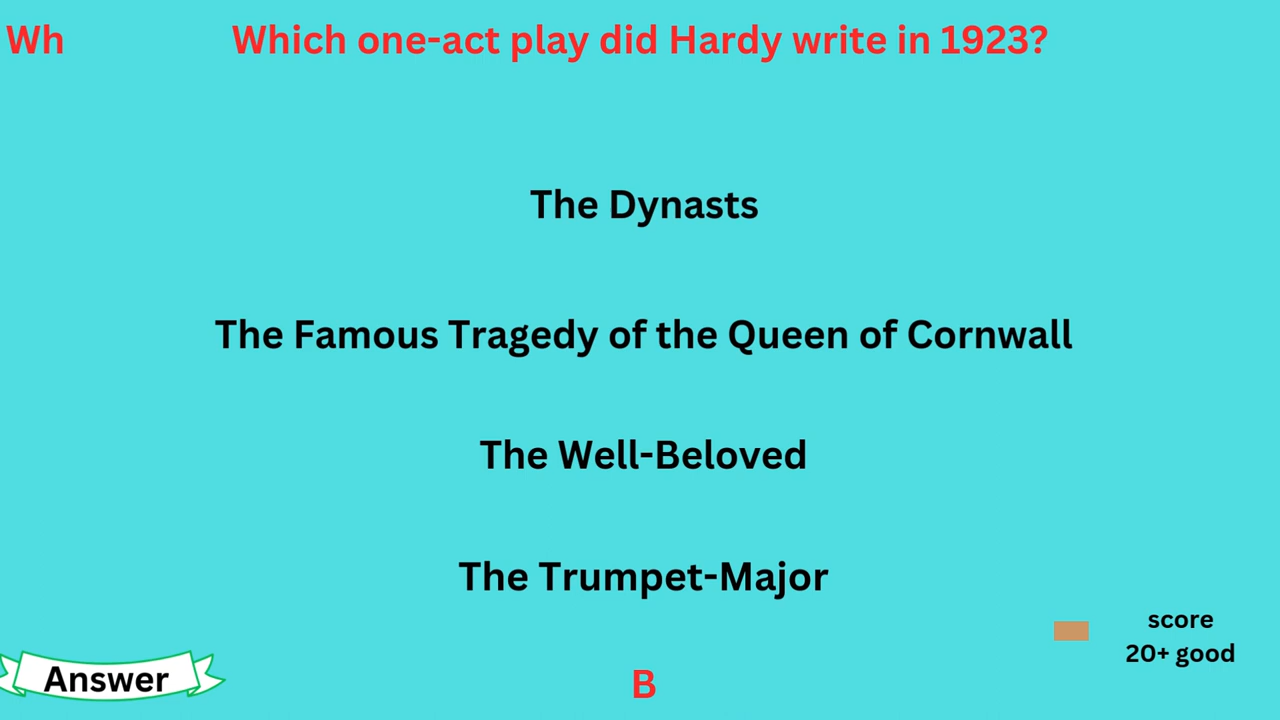 Wh
Which one-act play did Hardy write in 1923?
The Dynasts
The Famous Tragedy of the Queen of Cornwall
The Well-Beloved
The Trumpet-Major
score
20+ good
Answer
B